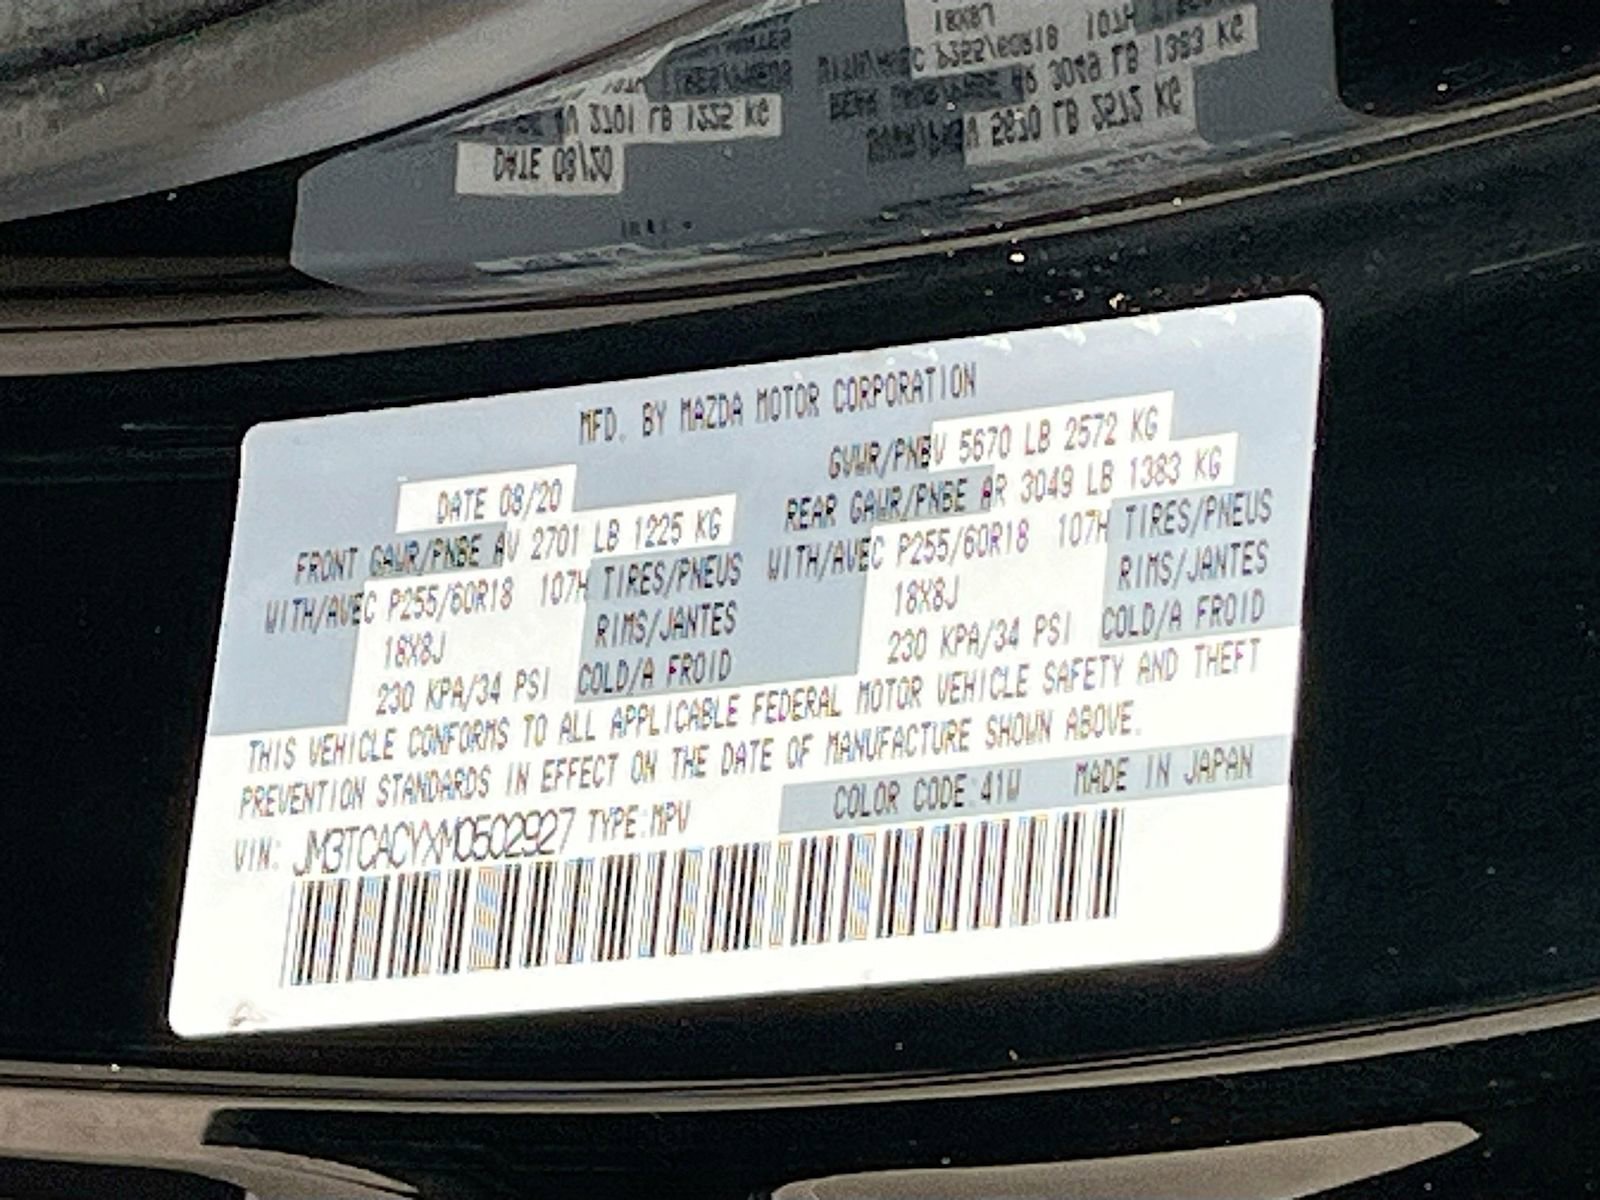 MFD. BY MAZDA MOTOR CORPORATION
DATE 08/20 GVWR/PNBV 5670 LB 2572 KG
FRONT GAWR/PNBE AV 2701 LB 1225 KG REAR GAWR/PNBE AR 3049 LB 1383 KG
WITH/AVEC P255/60R18 107H TIRES/PNEUS WITH/AVEC P255/60R18 107H TIRES/PNEUS
18X8J RIMS/JANTES 18X8J RIMS/JANTES
230 KPA/34 PSI COLD/A FROID 230 KPA/34 PSI COLD/A FROID
THIS VEHICLE CONFORMS TO ALL APPLICABLE FEDERAL MOTOR VEHICLE SAFETY AND THEFT
PREVENTION STANDARDS IN EFFECT ON THE DATE OF MANUFACTURE SHOWN ABOVE.
VIN: JM3TCACYXM0502927 TYPE:MPV COLOR CODE:41W MADE IN JAPAN